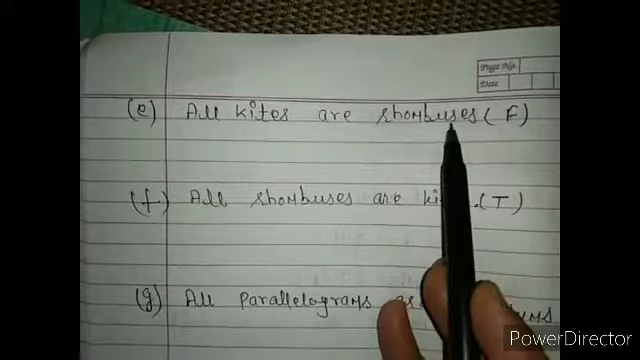 Page No.
Date
(e) All kites are rhombuses (F)
(f) All rhombuses are (T)
(g) All parallelograms
PowerDirector